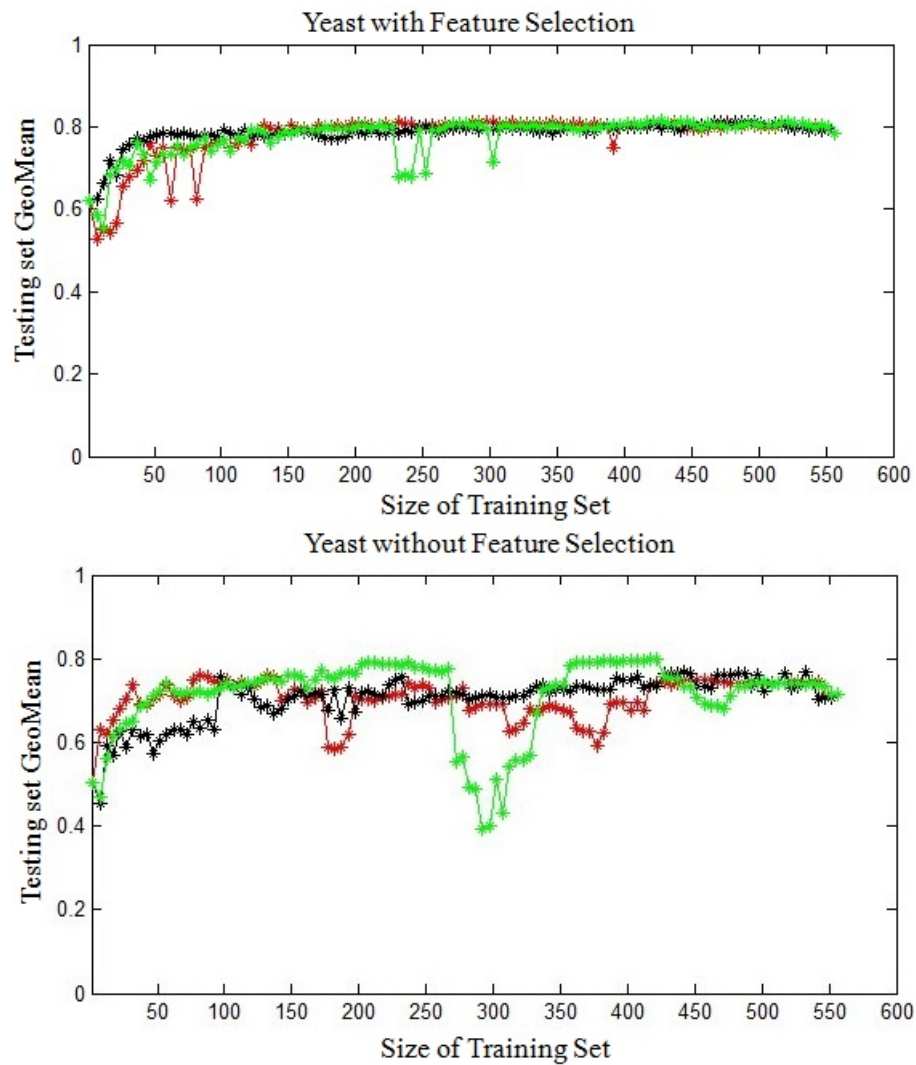 Yeast with Feature Selection
1
0.8
0.6
0.4
0.2
0
Testing set GeoMean
50 100 150 200 250 300 350 400 450 500 550 600
Size of Training Set
Yeast without Feature Selection
1
0.8
0.6
0.4
0.2
0
Testing set GeoMean
50 100 150 200 250 300 350 400 450 500 550 600
Size of Training Set